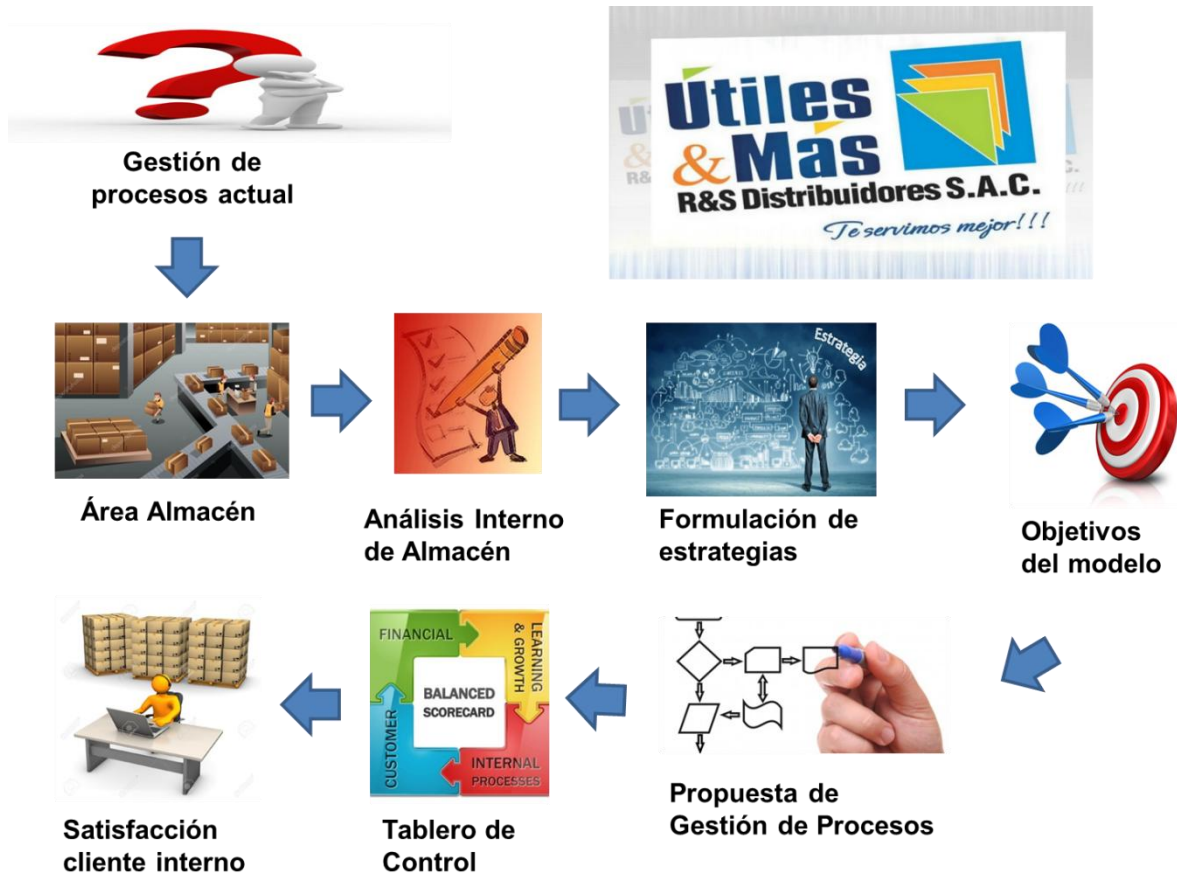 Gestión de
procesos actual
Útiles
& Más
R&S Distribuidores S.A.C.
Te servimos mejor!!!
Área Almacén
Análisis Interno
de Almacén
Estrategia
Formulación de
estrategias
Objetivos
del modelo
Satisfacción
cliente interno
FINANCIAL
LEARNING
& GROWTH
BALANCED
SCORECARD
CUSTOMER
INTERNAL
PROCESSES
Tablero de
Control
Propuesta de
Gestión de Procesos